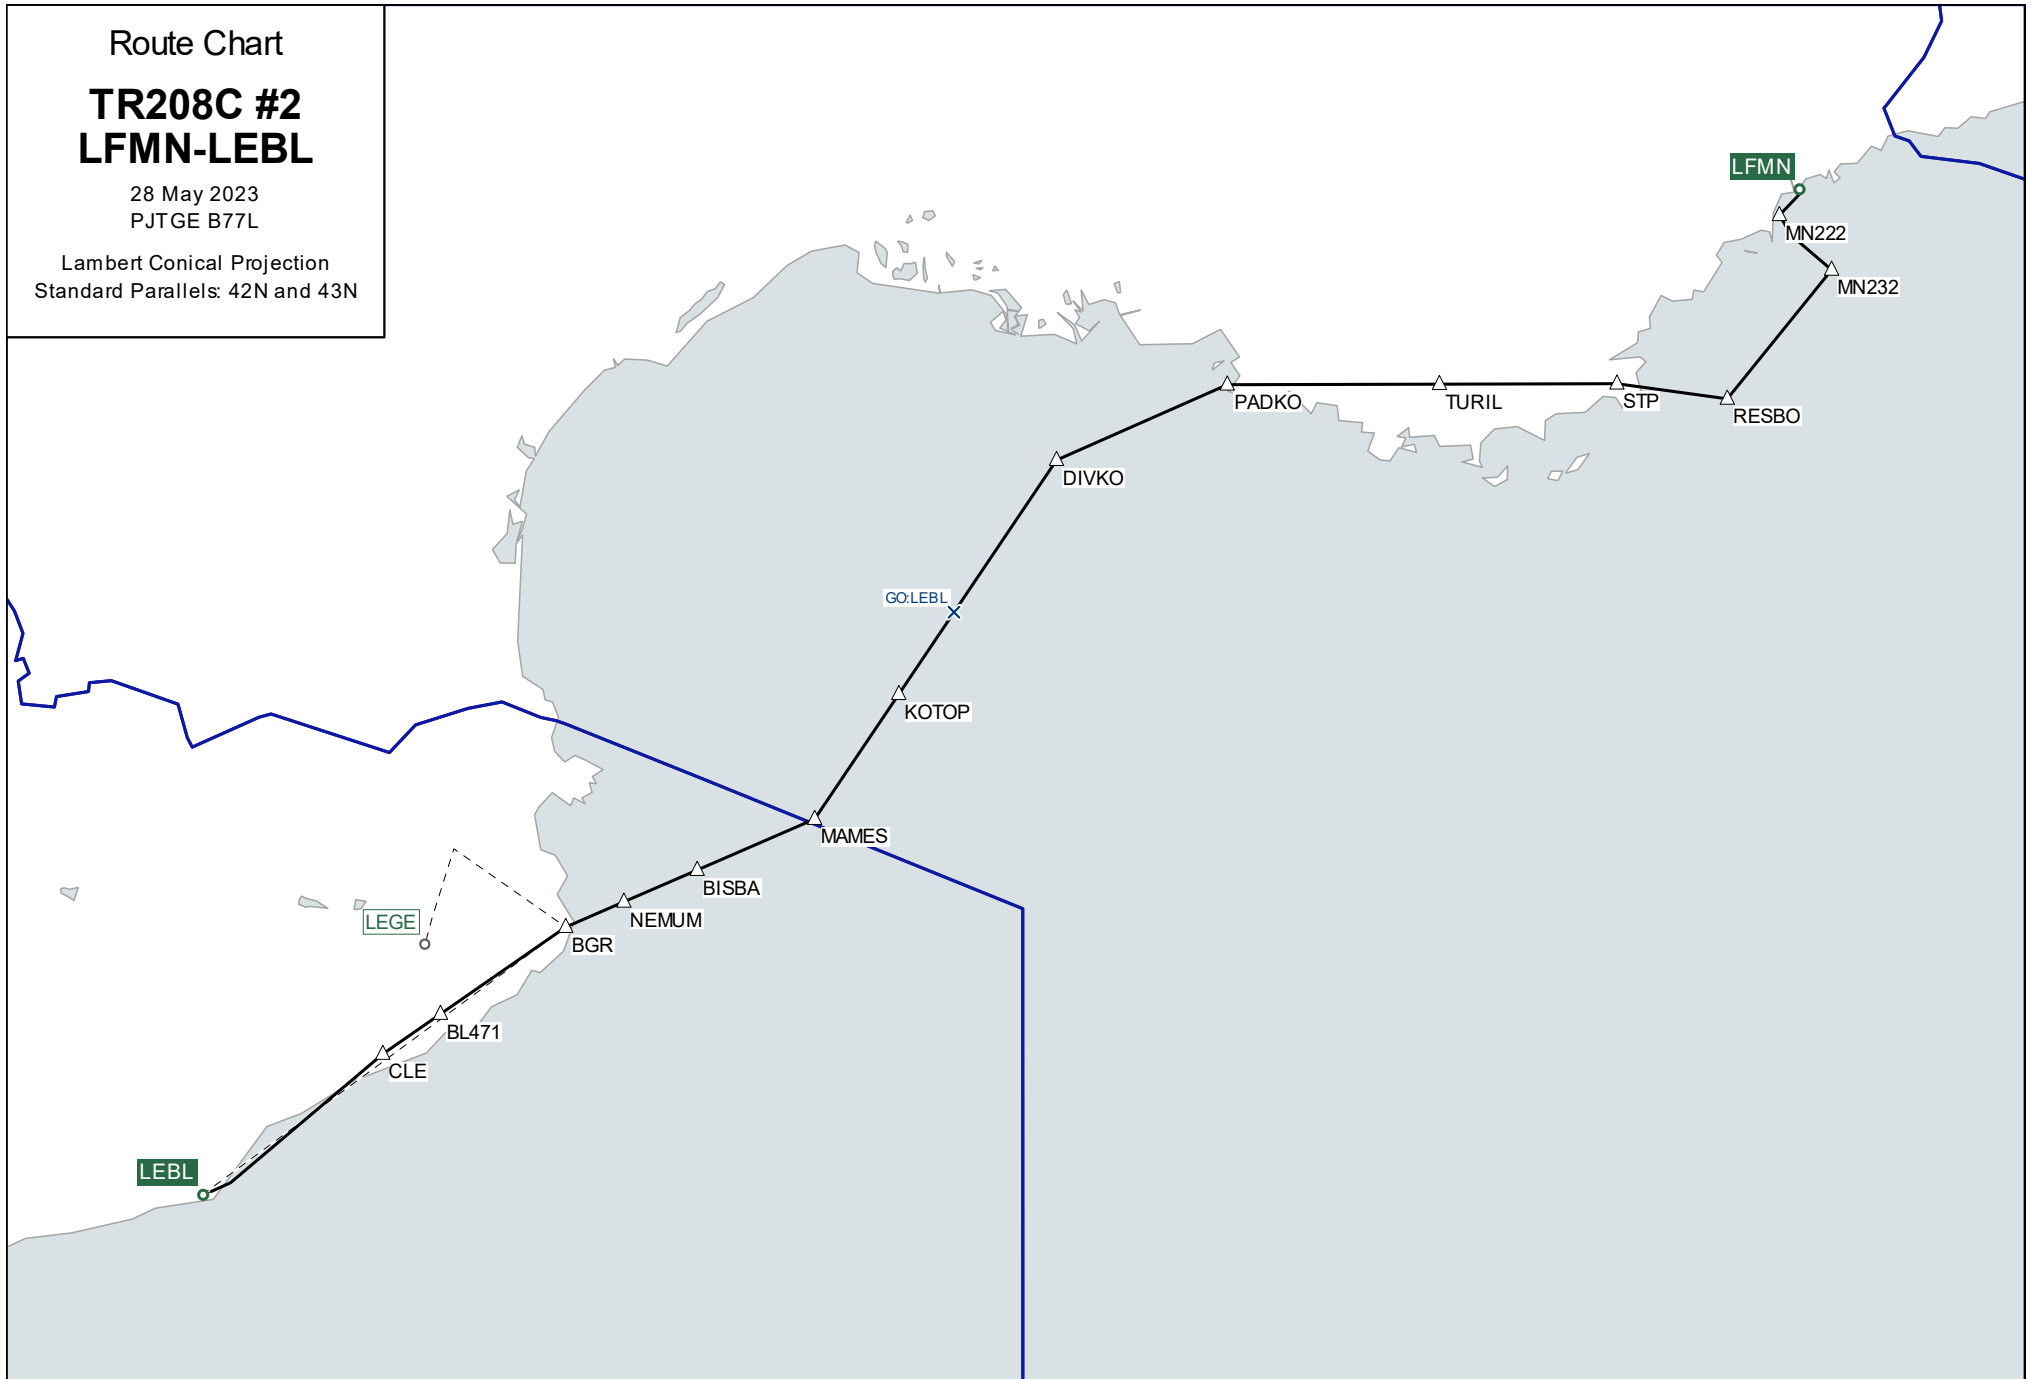 Route Chart
TR208C #2
LFMN-LEBL
28 May 2023
PJTGE B77L
Lambert Conical Projection
Standard Parallels: 42N and 43N
LFMN
MN222
MN232
PADKO
TURIL
STP
RESBO
DIVKO
GO:LEBL
KOTOP
MAMES
BISBA
NEMUM
LEGE
BGR
BL471
CLE
LEBL